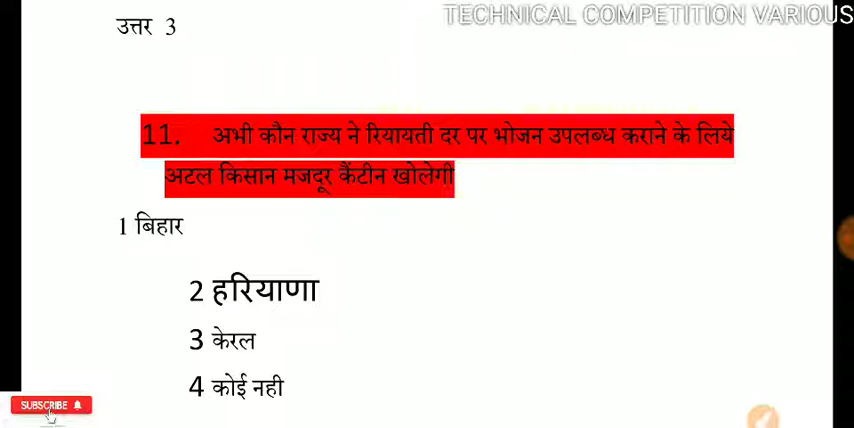 TECHNICAL COMPETITION VARIOUS
उत्तर 3
11. अभी कौन राज्य ने रियायती दर पर भोजन उपलब्ध कराने के लिये
अटल किसान मजदूर कैंटीन खोलेगी
1 बिहार
2 हरियाणा
3 केरल
4 कोई नही
SUBSCRIBE